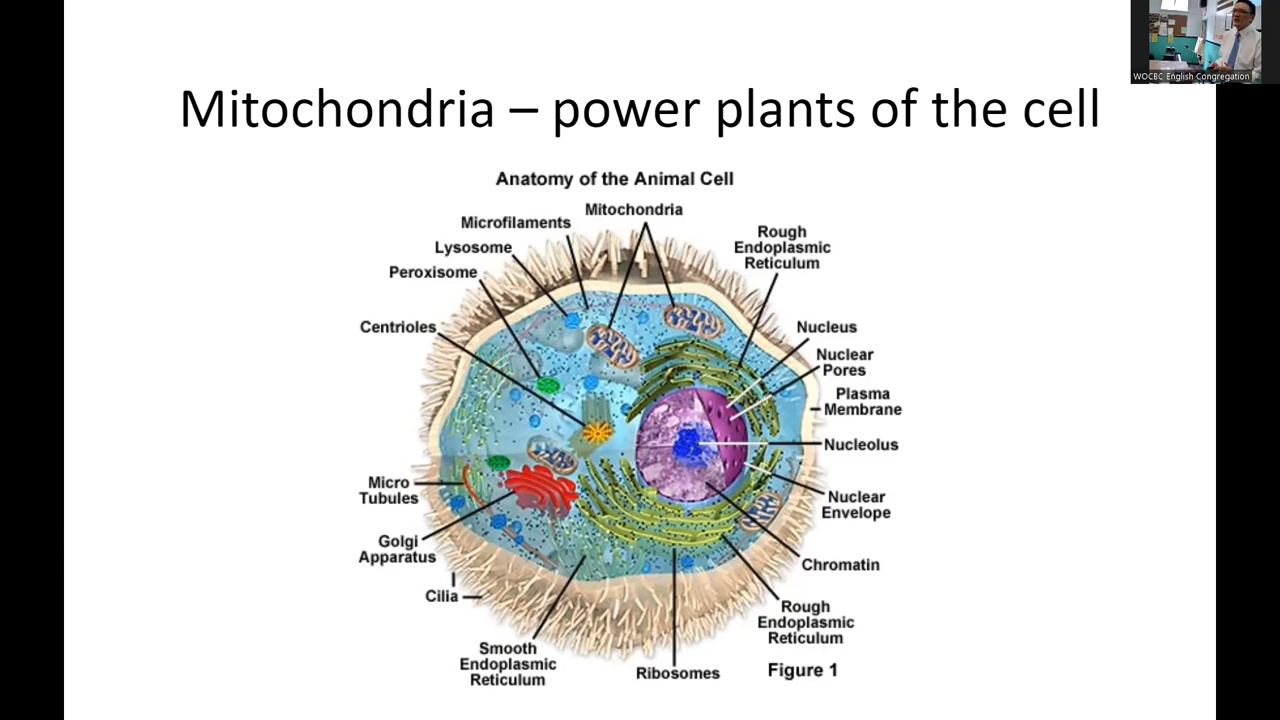 WOCBC English Congregation
Mitochondria – power plants of the cell
Anatomy of the Animal Cell
Mitochondria
Microfilaments
Lysosome
Peroxisome
Centrioles
Rough
Endoplasmic
Reticulum
Nucleus
Nuclear
Pores
Plasma
Membrane
Nucleolus
Nuclear
Envelope
Chromatin
Rough
Endoplasmic
Reticulum
Micro
Tubules
Golgi
Apparatus
Cilia
Smooth
Endoplasmic
Reticulum
Ribosomes
Figure 1